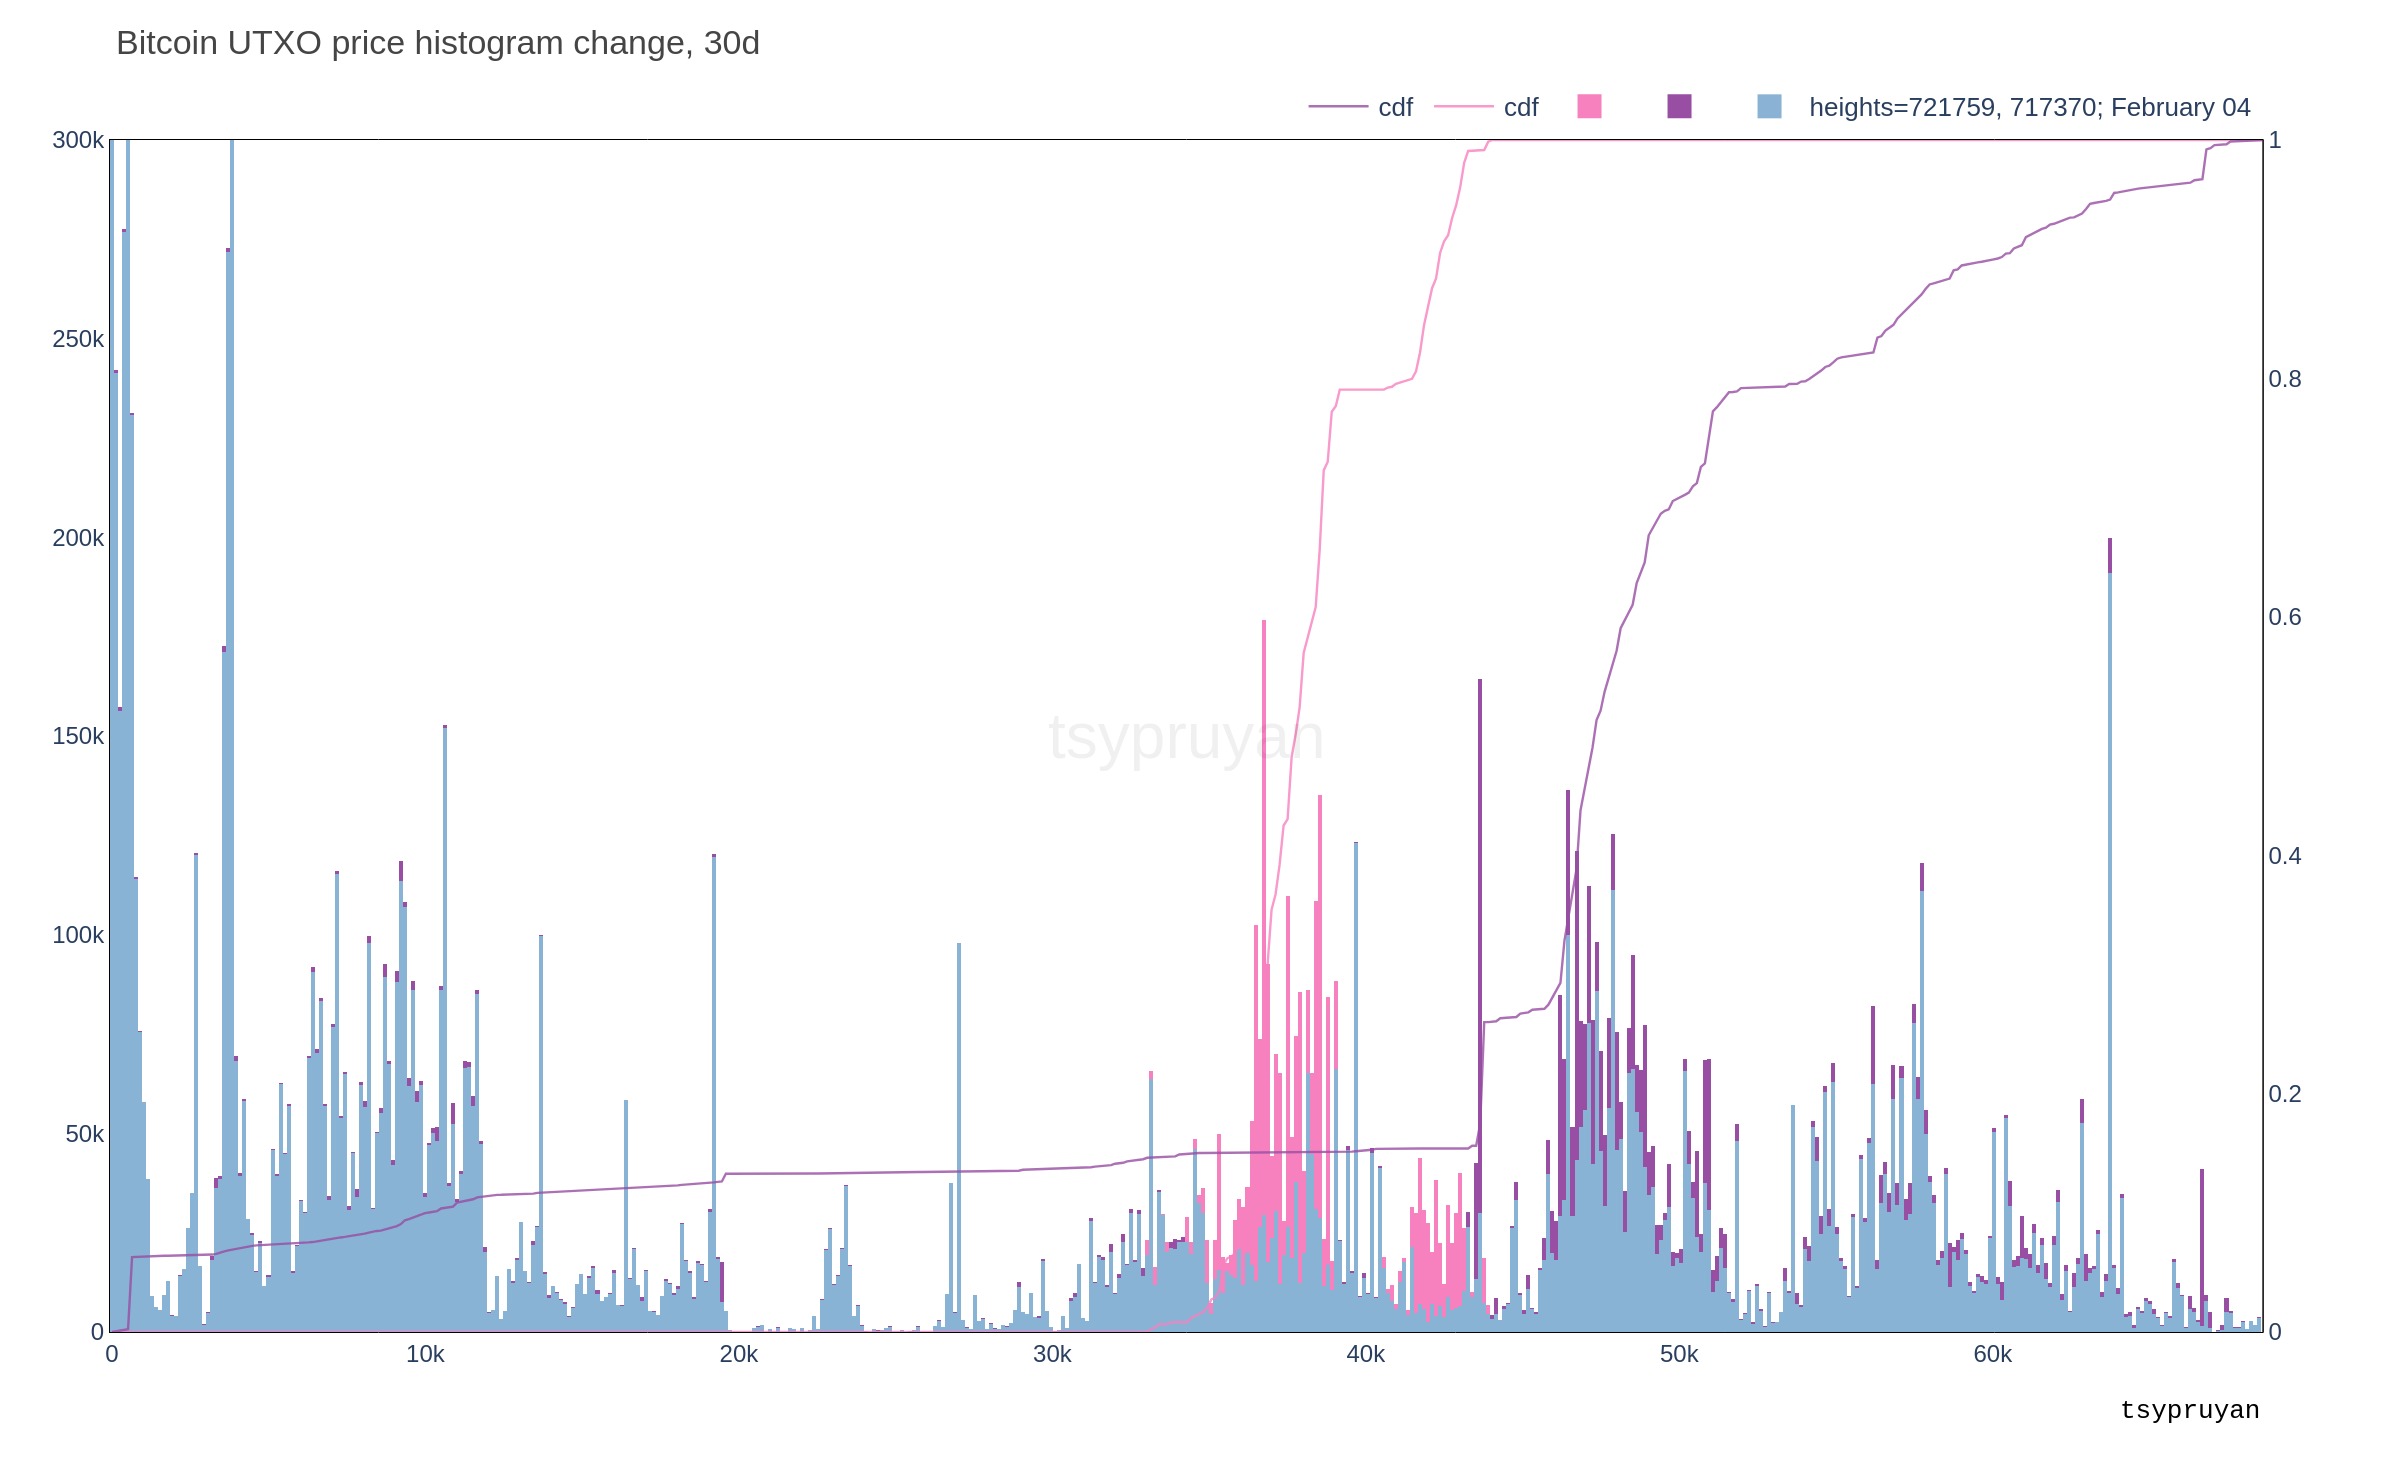 Bitcoin UTXO price histogram change, 30d
cdf cdf heights=721759, 717370; February 04
300k
250k
200k
150k
100k
50k
0
1
0.8
0.6
0.4
0.2
0
tsypruyan
0 10k 20k 30k 40k 50k 60k
tsypruyan